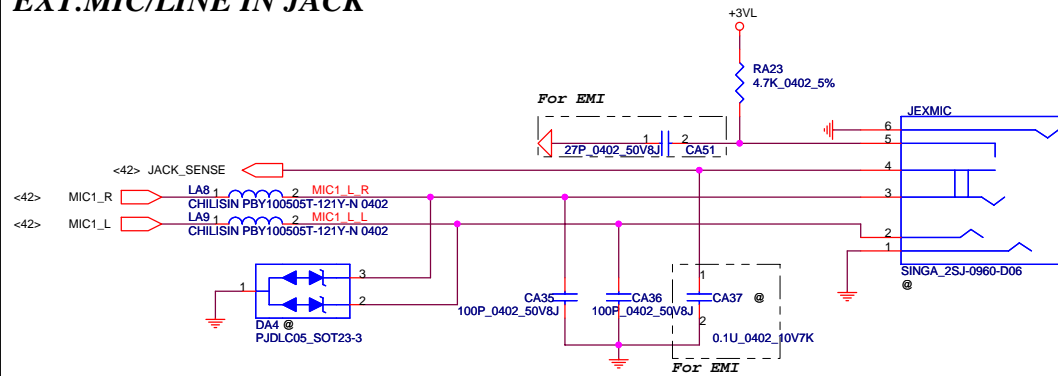 EXT.MIC/LINE IN JACK
+3VL
RA23
4.7K_0402_5%
For EMI
JEXMIC
1 2
27P_0402_50V8J CA51
6
5
4
3
2
1
<42> JACK_SENSE
<42> MIC1_R LA8 1 2 MIC1_L_R
CHILISIN PBY100505T-121Y-N 0402
<42> MIC1_L LA9 1 2 MIC1_L_L
CHILISIN PBY100505T-121Y-N 0402
SINGA_2SJ-0960-D06
@
1 3
2
DA4 @
PJDLC05_SOT23-3
CA35
100P_0402_50V8J
CA36
100P_0402_50V8J
1
CA37 @
2
0.1U_0402_10V7K
For EMI